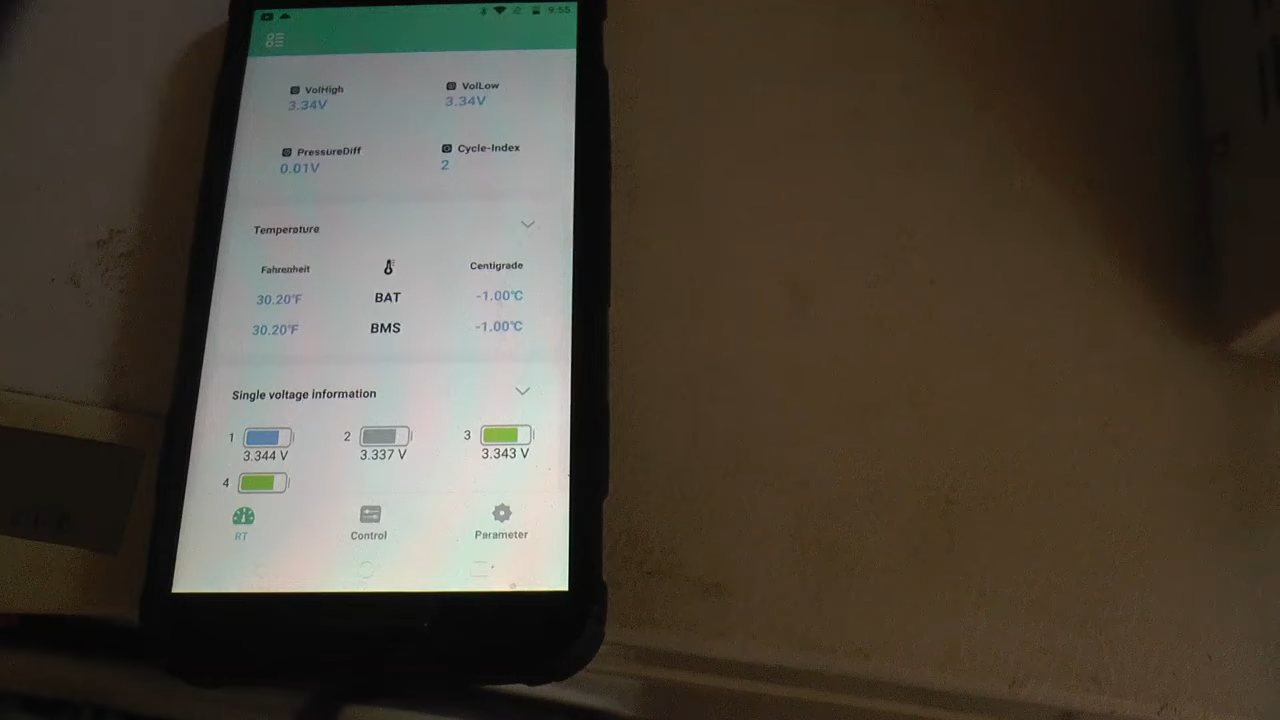 9:55
VolHigh VolLow
3.34V 3.34V
PressureDiff Cycle-Index
0.01V 2
Temperature
Fahrenheit Centigrade
30.20°F BAT -1.00°C
30.20°F BMS -1.00°C
Single voltage information
1 2 3
3.344 V 3.337 V 3.343 V
4
RT Control Parameter